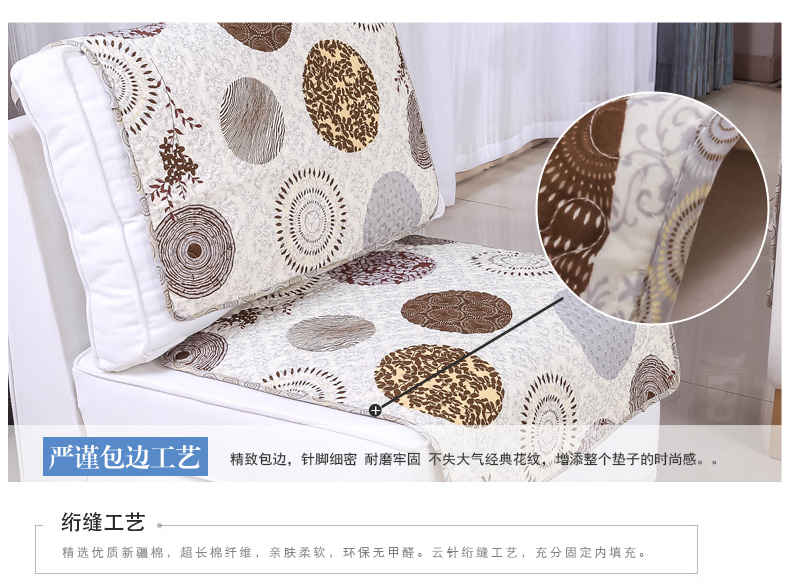 严谨包边工艺
精致包边，针脚细密 耐磨牢固 不失大气经典花纹，增添整个垫子的时尚感。。
绗缝工艺
精选优质新疆棉，超长棉纤维，亲肤柔软，环保无甲醛。云针绗缝工艺，充分固定内填充。